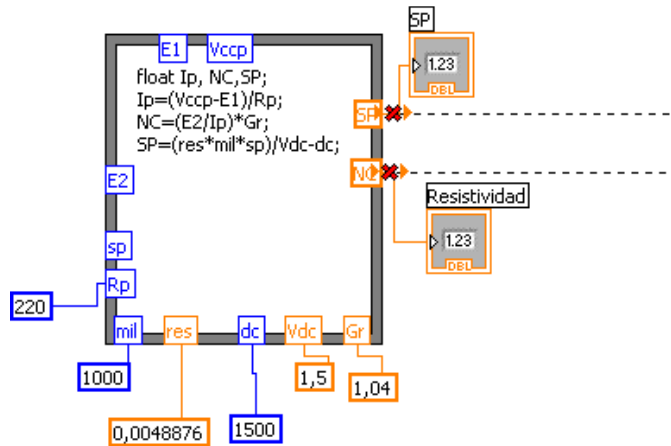 SP
E1 Vccp
1.23
DBL
float Ip, NC,SP;
Ip=(Vccp-E1)/Rp;
NC=(E2/Ip)*Gr;
SP=(res*mil*sp)/Vdc-dc;
SP
NC
E2
Resistividad
1.23
DBL
sp
Rp
220
mil res dc Vdc Gr
1000
1,5
1,04
0,0048876
1500